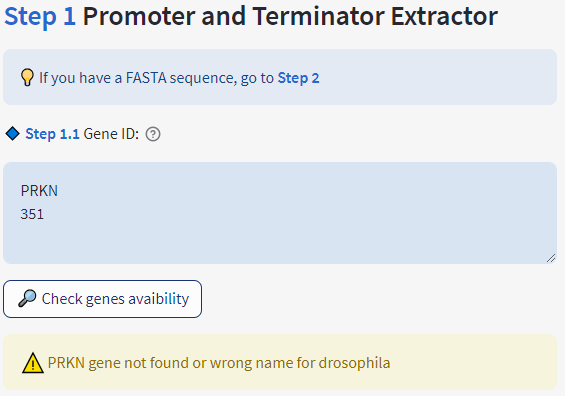 Step 1 Promoter and Terminator Extractor
If you have a FASTA sequence, go to Step 2
Step 1.1 Gene ID:
PRKN
351
Check genes avaibility
PRKN gene not found or wrong name for drosophila